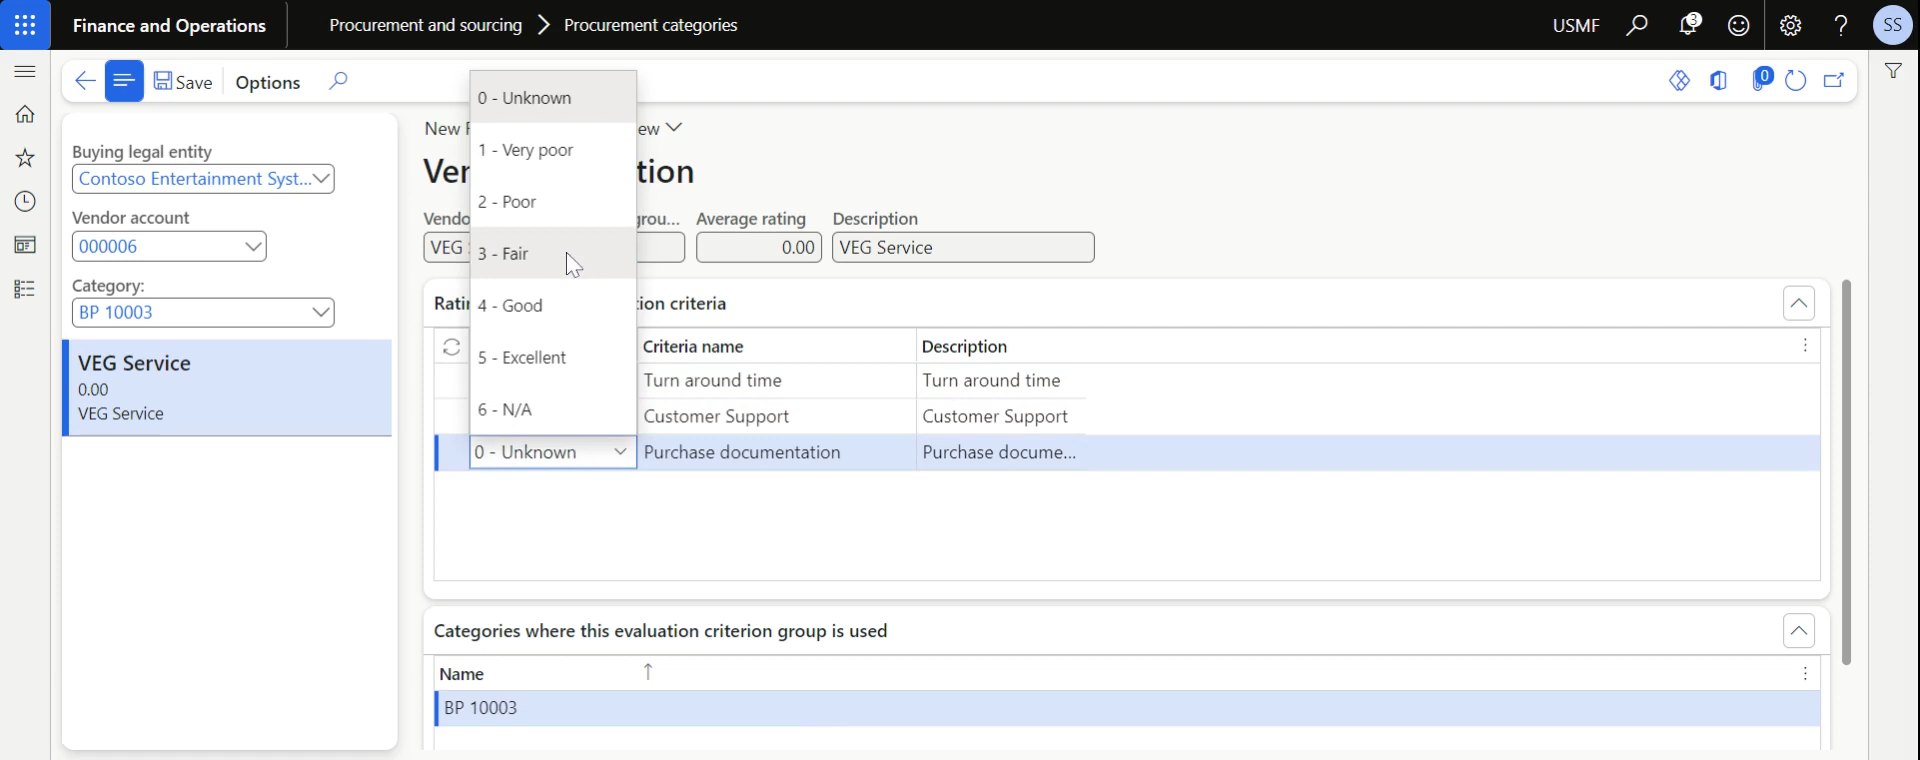 Finance and Operations
Procurement and sourcing
Procurement categories
USMF
3
SS
Save
Options
0
Buying legal entity
Contoso Entertainment Syst...
Vendor account
000006
Category:
BP 10003
VEG Service
0.00
VEG Service
0 - Unknown
1 - Very poor
2 - Poor
3 - Fair
4 - Good
5 - Excellent
6 - N/A
New
ew
Ver tion
Vendo
grou...
Average rating
Description
VEG
0.00
VEG Service
Ratin tion criteria
Criteria name
Description
Turn around time
Turn around time
Customer Support
Customer Support
0 - Unknown
Purchase documentation
Purchase docume...
Categories where this evaluation criterion group is used
Name
BP 10003